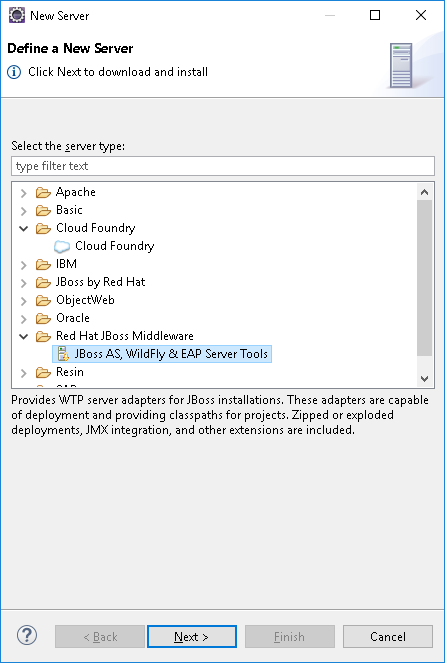 New Server
Define a New Server
Click Next to download and install
Select the server type:
type filter text
Apache
Basic
Cloud Foundry
Cloud Foundry
IBM
JBoss by Red Hat
ObjectWeb
Oracle
Red Hat JBoss Middleware
JBoss AS, WildFly & EAP Server Tools
Resin
Provides WTP server adapters for JBoss installations. These adapters are capable
of deployment and providing classpaths for projects. Zipped or exploded
deployments, JMX integration, and other extensions are included.
? < Back Next > Finish Cancel